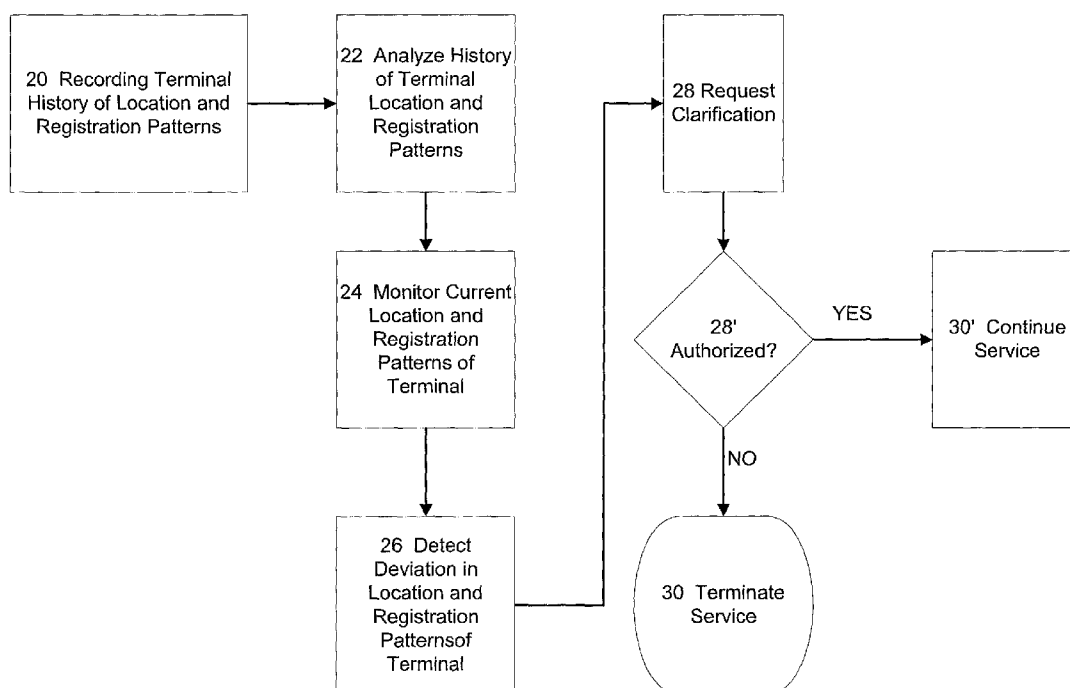 20 Recording Terminal
History of Location and
Registration Patterns
22 Analyze History
of Terminal
Location and
Registration
Patterns
24 Monitor Current
Location and
Registration
Patterns of
Terminal
26 Detect
Deviation in
Location and
Registration
Patternsof
Terminal
28 Request
Clarification
28'
Authorized?
YES
30' Continue
Service
NO
30 Terminate
Service